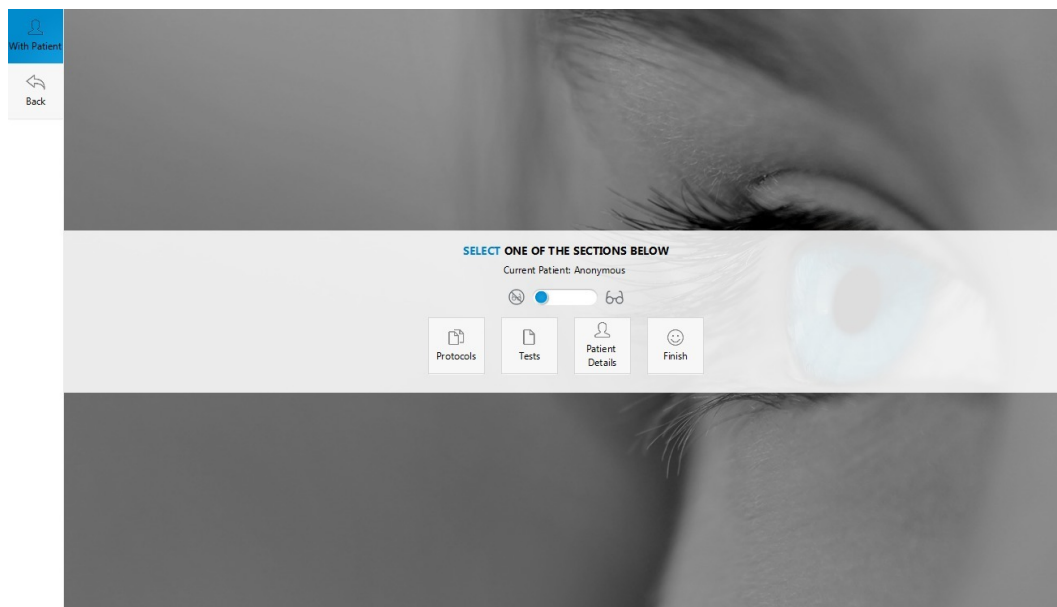 With Patient
Back
SELECT ONE OF THE SECTIONS BELOW
Current Patient: Anonymous
Protocols
Tests
Patient
Details
Finish